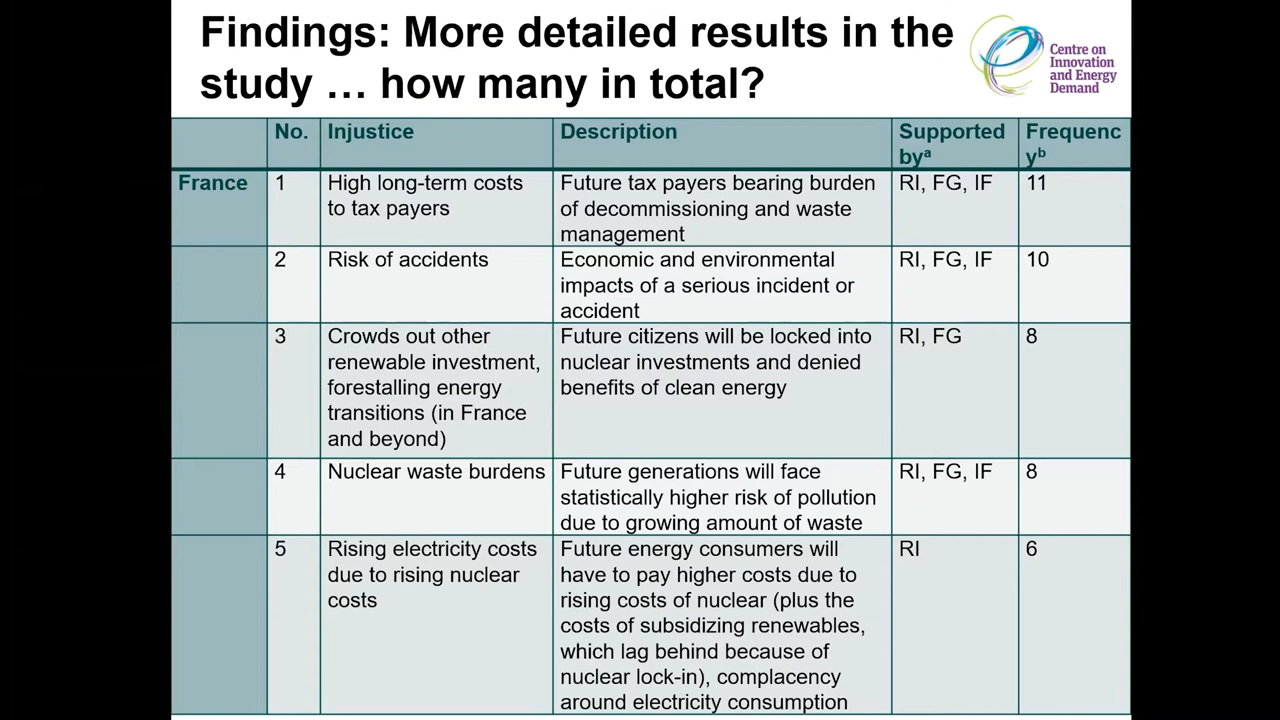 Findings: More detailed results in the
study … how many in total?
Centre on
Innovation
and Energy
Demand
No.
Injustice
Description
Supported
byᵃ
Frequenc
yᵇ
France
1
High long-term costs
to tax payers
Future tax payers bearing burden
of decommissioning and waste
management
RI, FG, IF
11
2
Risk of accidents
Economic and environmental
impacts of a serious incident or
accident
RI, FG, IF
10
3
Crowds out other
renewable investment,
forestalling energy
transitions (in France
and beyond)
Future citizens will be locked into
nuclear investments and denied
benefits of clean energy
RI, FG
8
4
Nuclear waste burdens
Future generations will face
statistically higher risk of pollution
due to growing amount of waste
RI, FG, IF
8
5
Rising electricity costs
due to rising nuclear
costs
Future energy consumers will
have to pay higher costs due to
rising costs of nuclear (plus the
costs of subsidizing renewables,
which lag behind because of
nuclear lock-in), complacency
around electricity consumption
RI
6